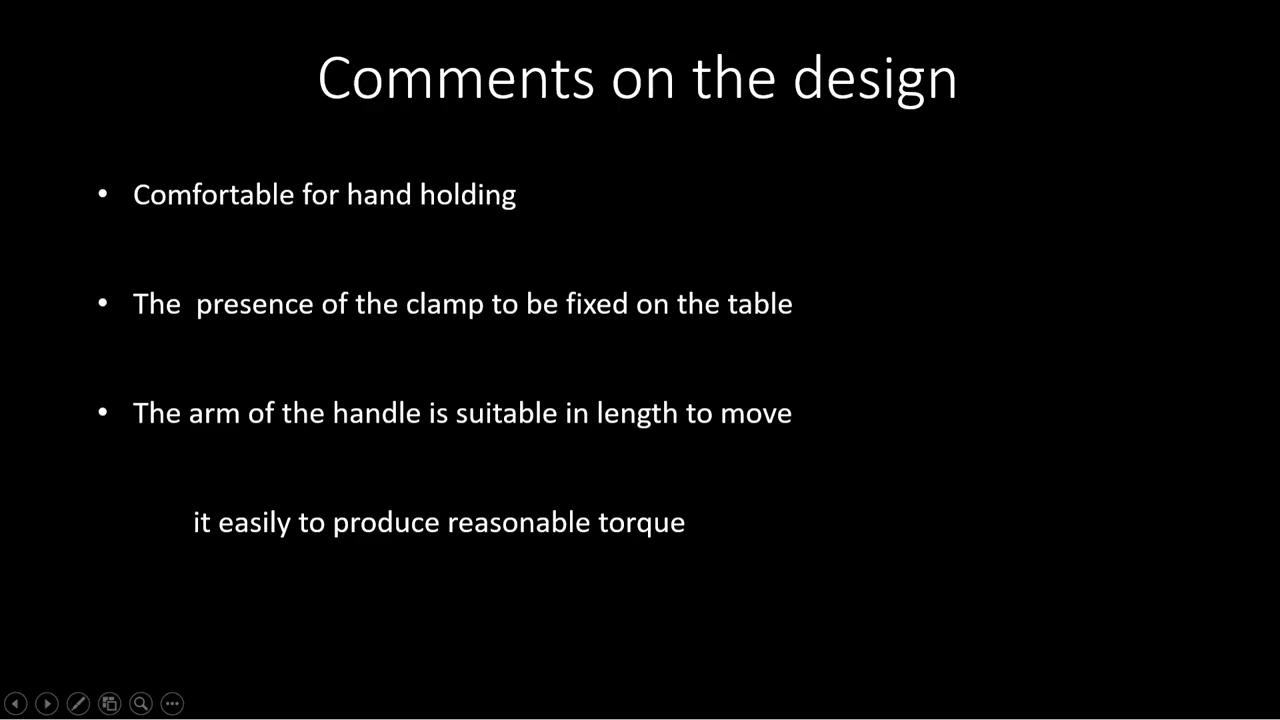 Comments on the design
• Comfortable for hand holding
• The  presence of the clamp to be fixed on the table
• The arm of the handle is suitable in length to move
it easily to produce reasonable torque